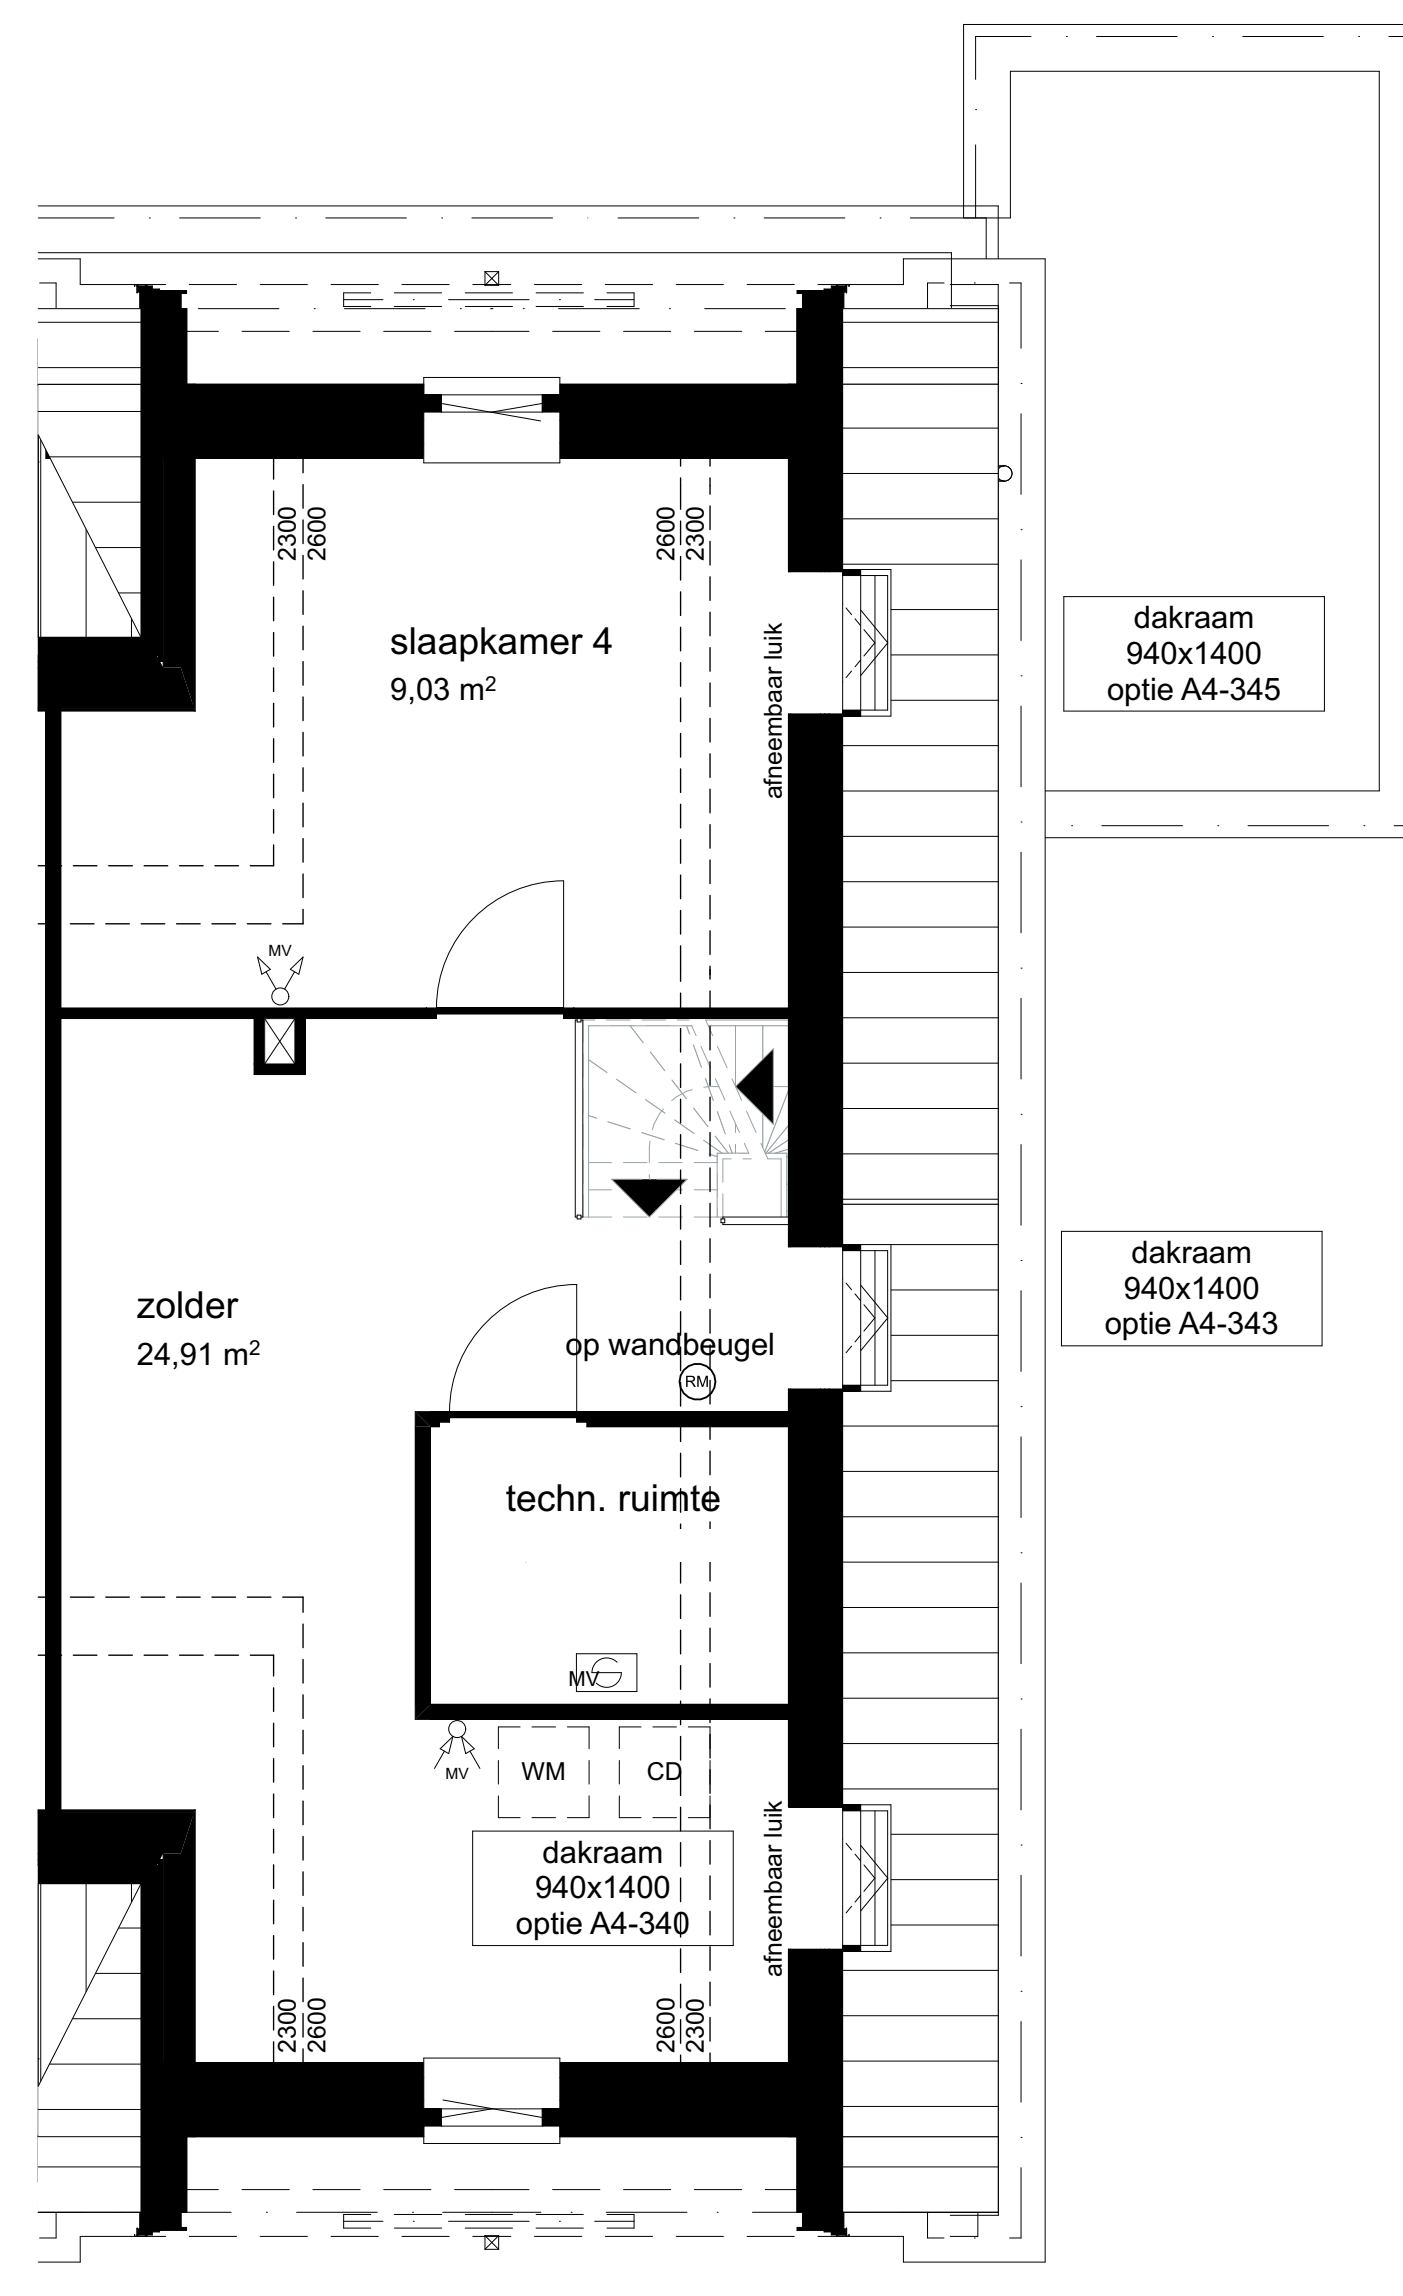 2300
2600
2600
2300
slaapkamer 4
9,03 m²
afneembaar luik
dakraam
940x1400
optie A4-345
MV
zolder
24,91 m²
op wandbeugel
RM
dakraam
940x1400
optie A4-343
techn. ruimte
MV
MV
WM
CD
dakraam
940x1400
optie A4-340
afneembaar luik
2300
2600
2600
2300